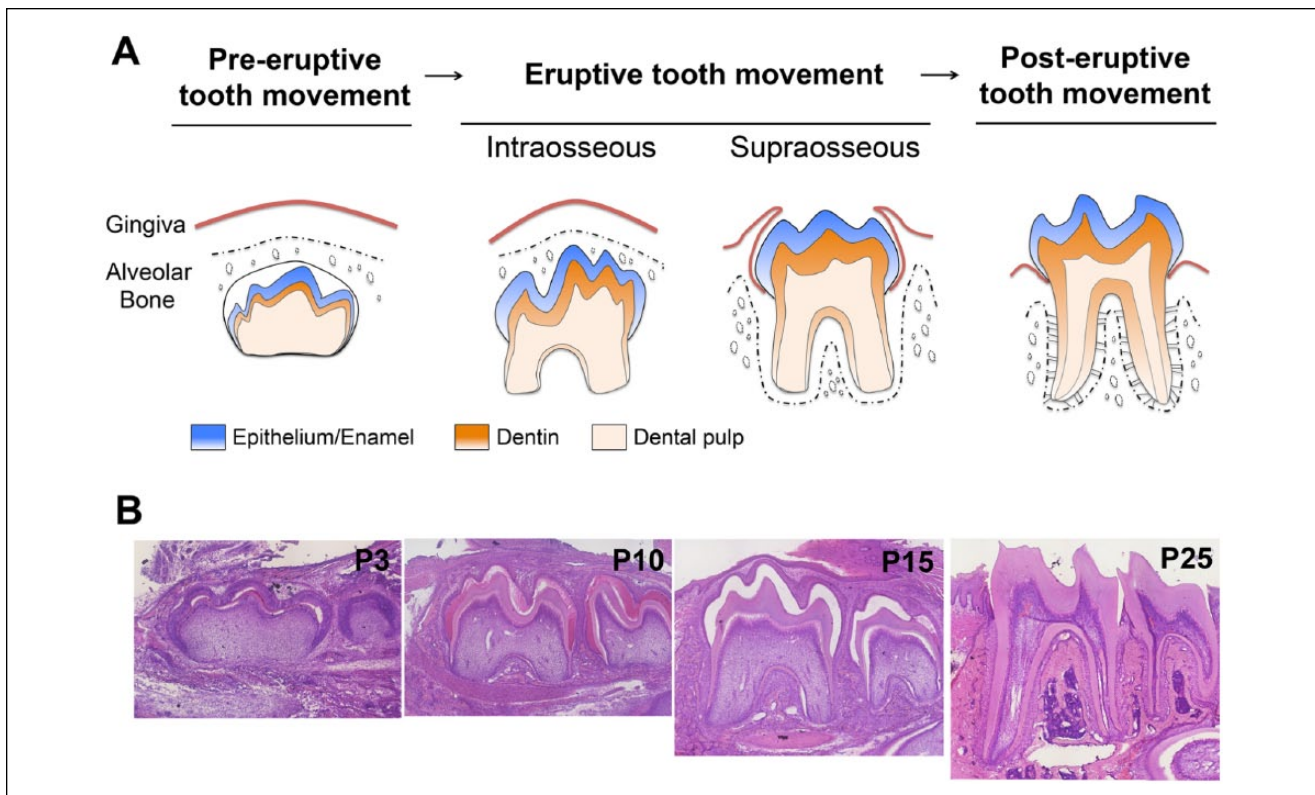 A
Pre-eruptive
tooth movement
→
Eruptive tooth movement
→
Post-eruptive
tooth movement
Intraosseous
Supraosseous
Gingiva
Alveolar
Bone
Epithelium/Enamel
Dentin
Dental pulp
B
P3
P10
P15
P25